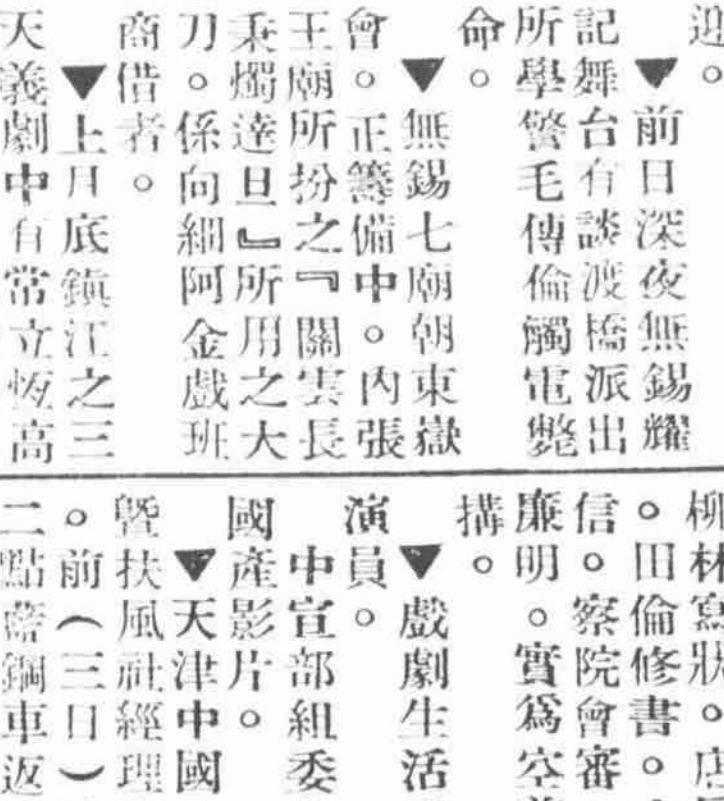 迎。
▼前日深夜無錫耀
記舞台有談渡橋派出
所學警毛傳倫觸電斃
命。
▼無錫七廟朝東嶽
會。正籌備中。內張
王廟所扮之『關雲長
秉燭達旦』所用之大
刀。係向細阿金戲班
商借者。
▼上月底鎮江之三
天義劇中有常立恆高
柳林寫狀。
。田倫修書。
信。察院會審
廉明。實爲空
搆。
▼戲劇生活
演員。
中宣部組委
國產影片。
▼天津中國
曁扶風社經理
。前(三日)
二點藍鋼車返